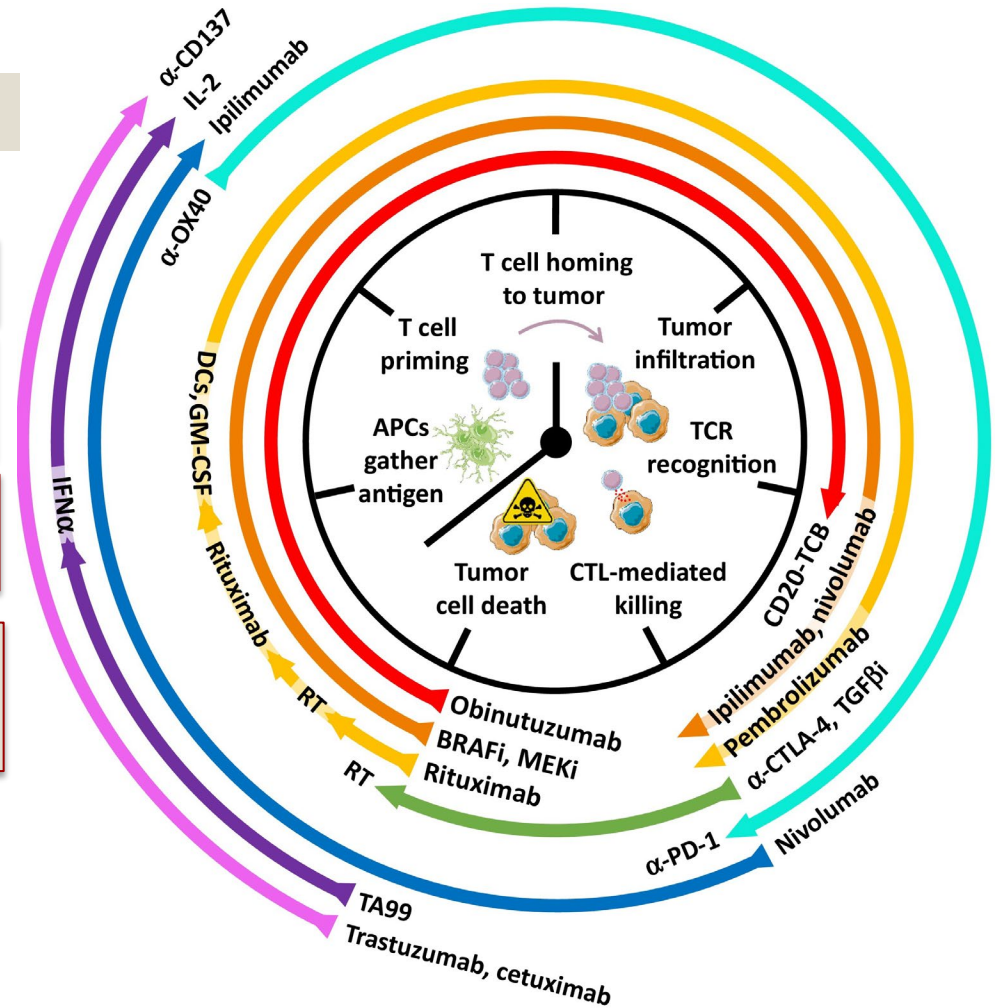 α-CD137
IL-2
Ipilimumab
α-OX40
T cell homing
to tumor
T cell
priming
Tumor
infiltration
APCs
gather
antigen
TCR
recognition
Tumor
cell death
CTL-mediated
killing
DCs, GM-CSF
IFNα
Rituximab
RT
CD20-TCB
Ipilimumab, nivolumab
Pembrolizumab
α-CTLA-4, TGFβi
Obinutuzumab
BRAFi, MEKi
Rituximab
RT
Nivolumab
α-PD-1
TA99
Trastuzumab, cetuximab